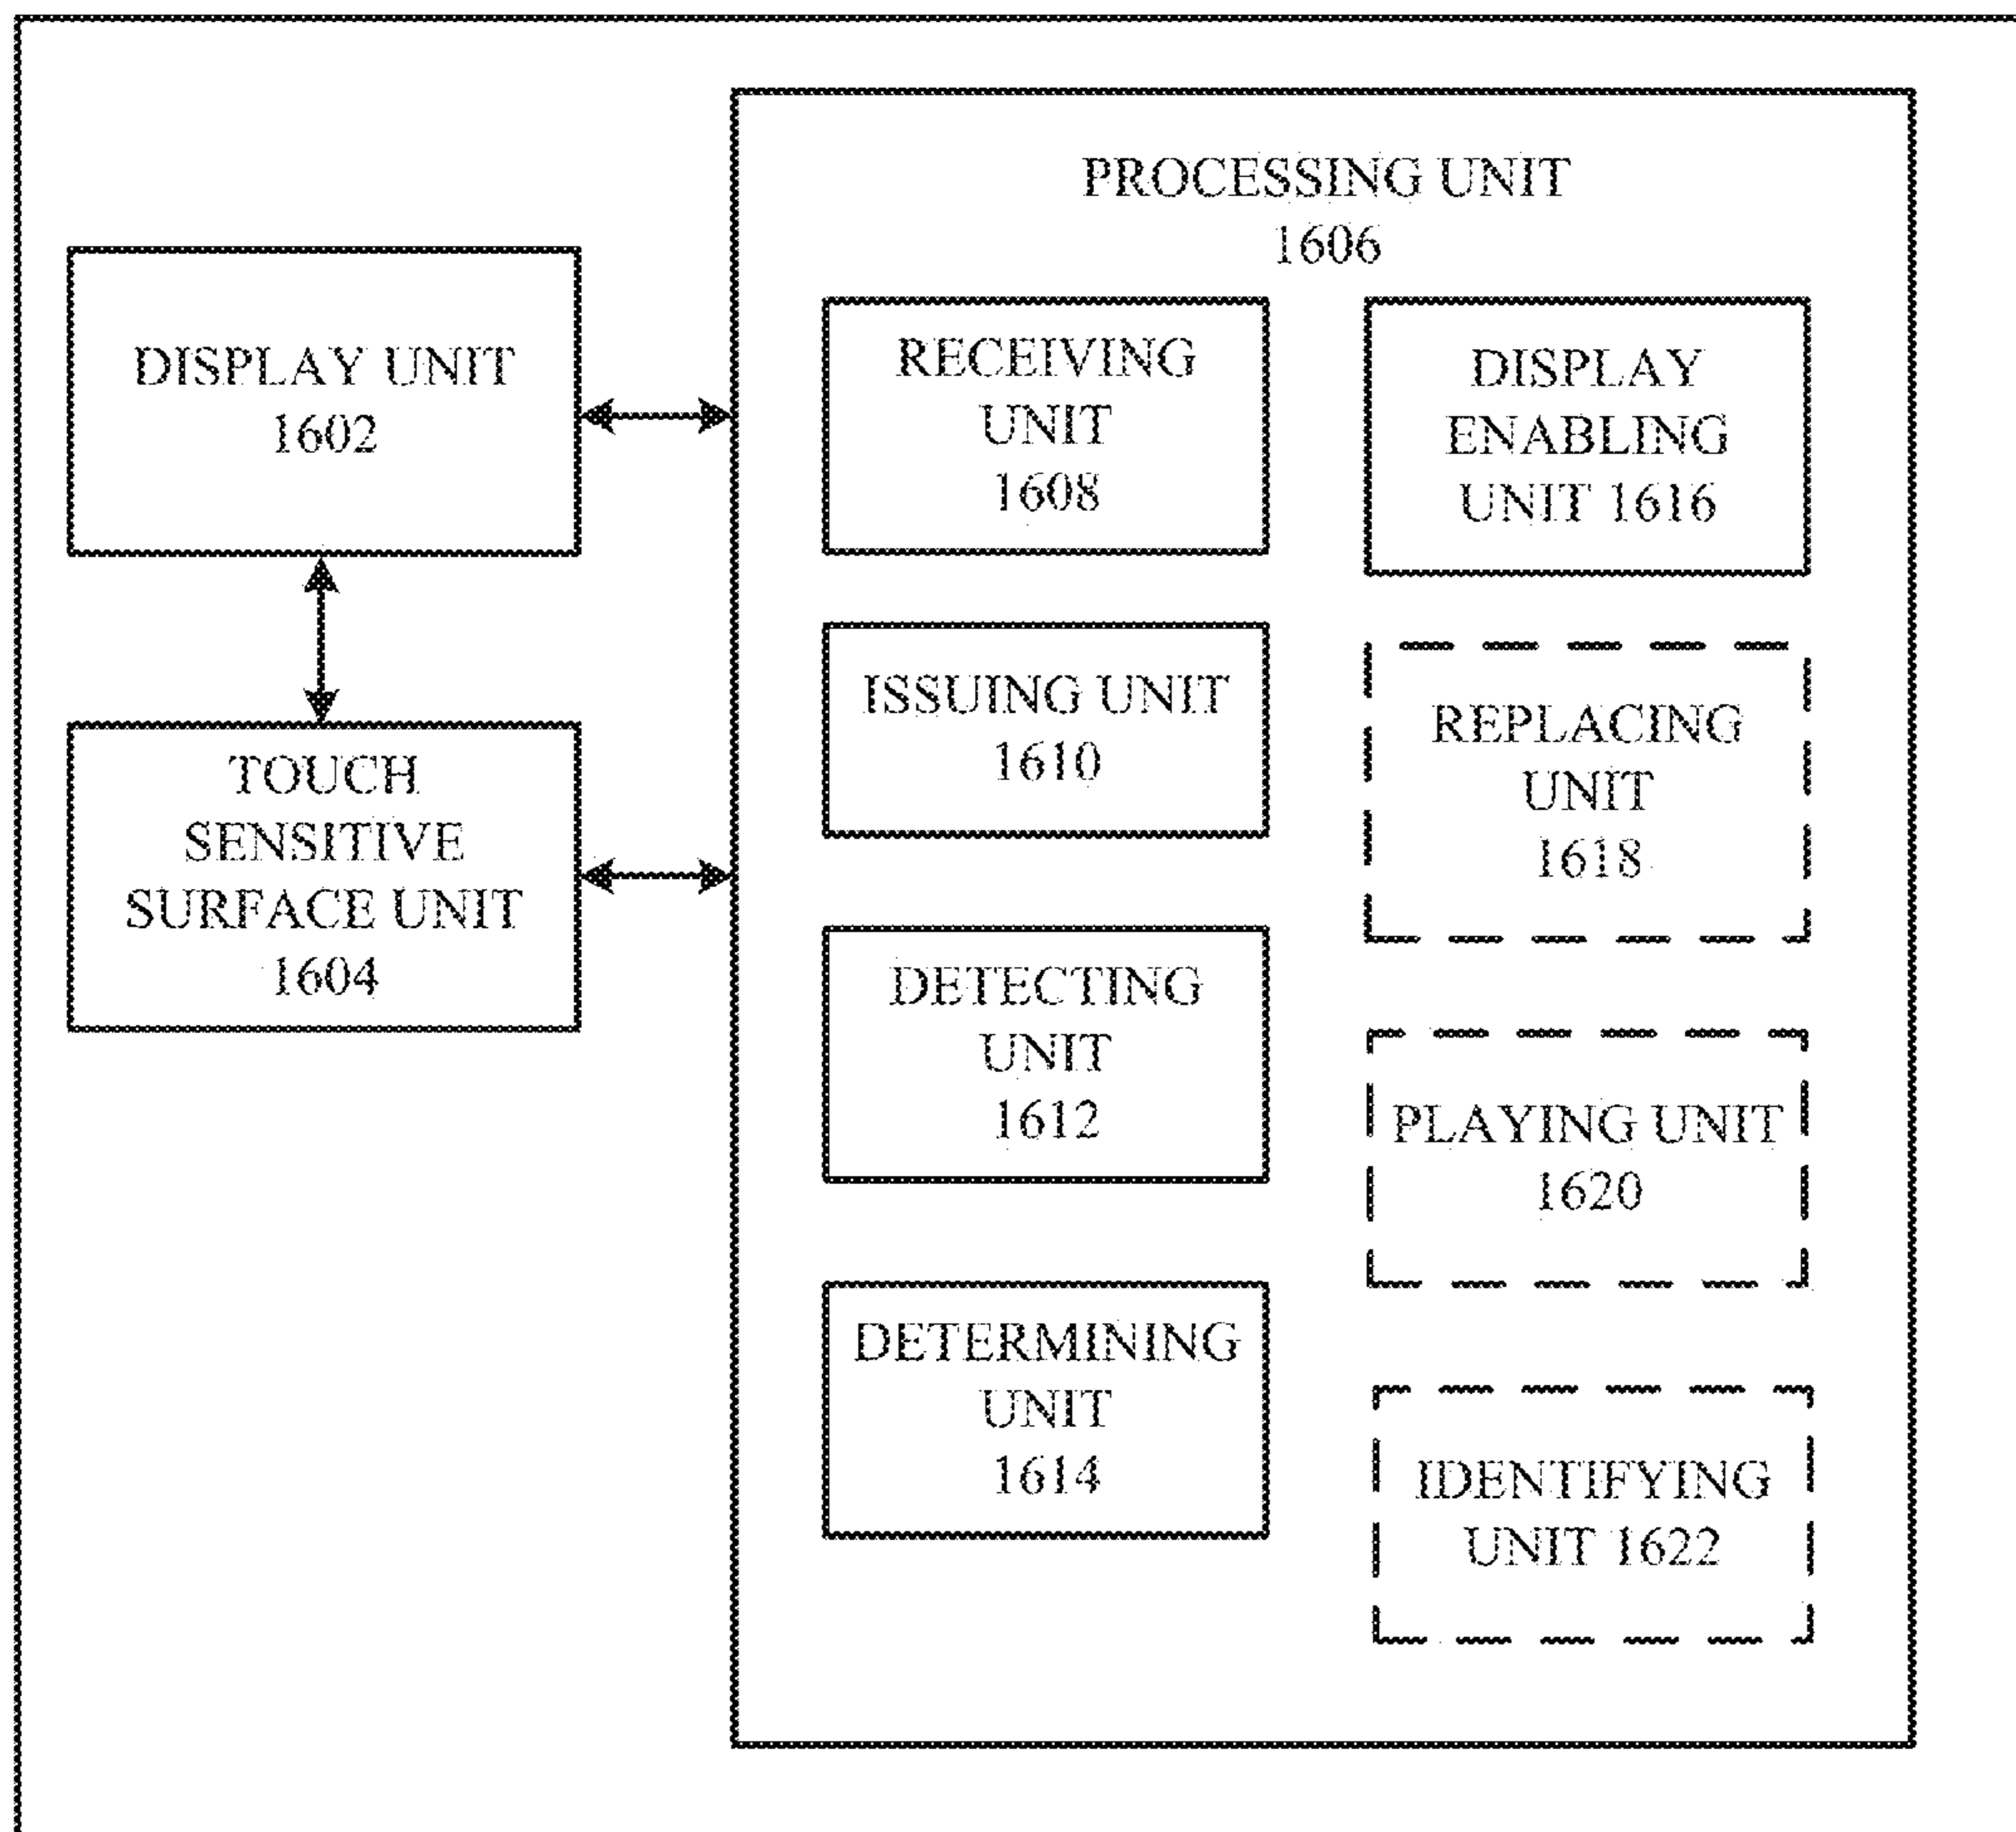 PROCESSING UNIT
1606
DISPLAY UNIT
1602
TOUCH
SENSITIVE
SURFACE UNIT
1604
RECEIVING
UNIT
1608
ISSUING UNIT
1610
DETECTING
UNIT
1612
DETERMINING
UNIT
1614
DISPLAY
ENABLING
UNIT 1616
REPLACING
UNIT
1618
PLAYING UNIT
1620
IDENTIFYING
UNIT 1622